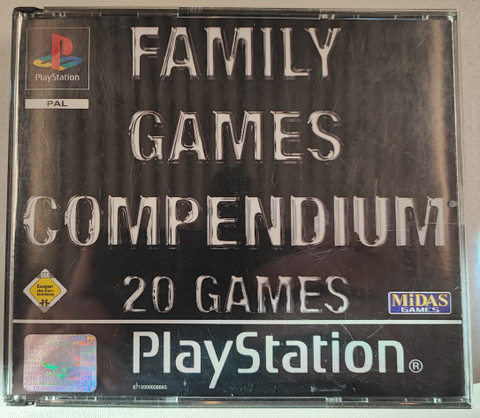 PlayStation
PAL
FAMILY
GAMES
COMPENDIUM
20 GAMES
MiDAS
GAMES
PlayStation®